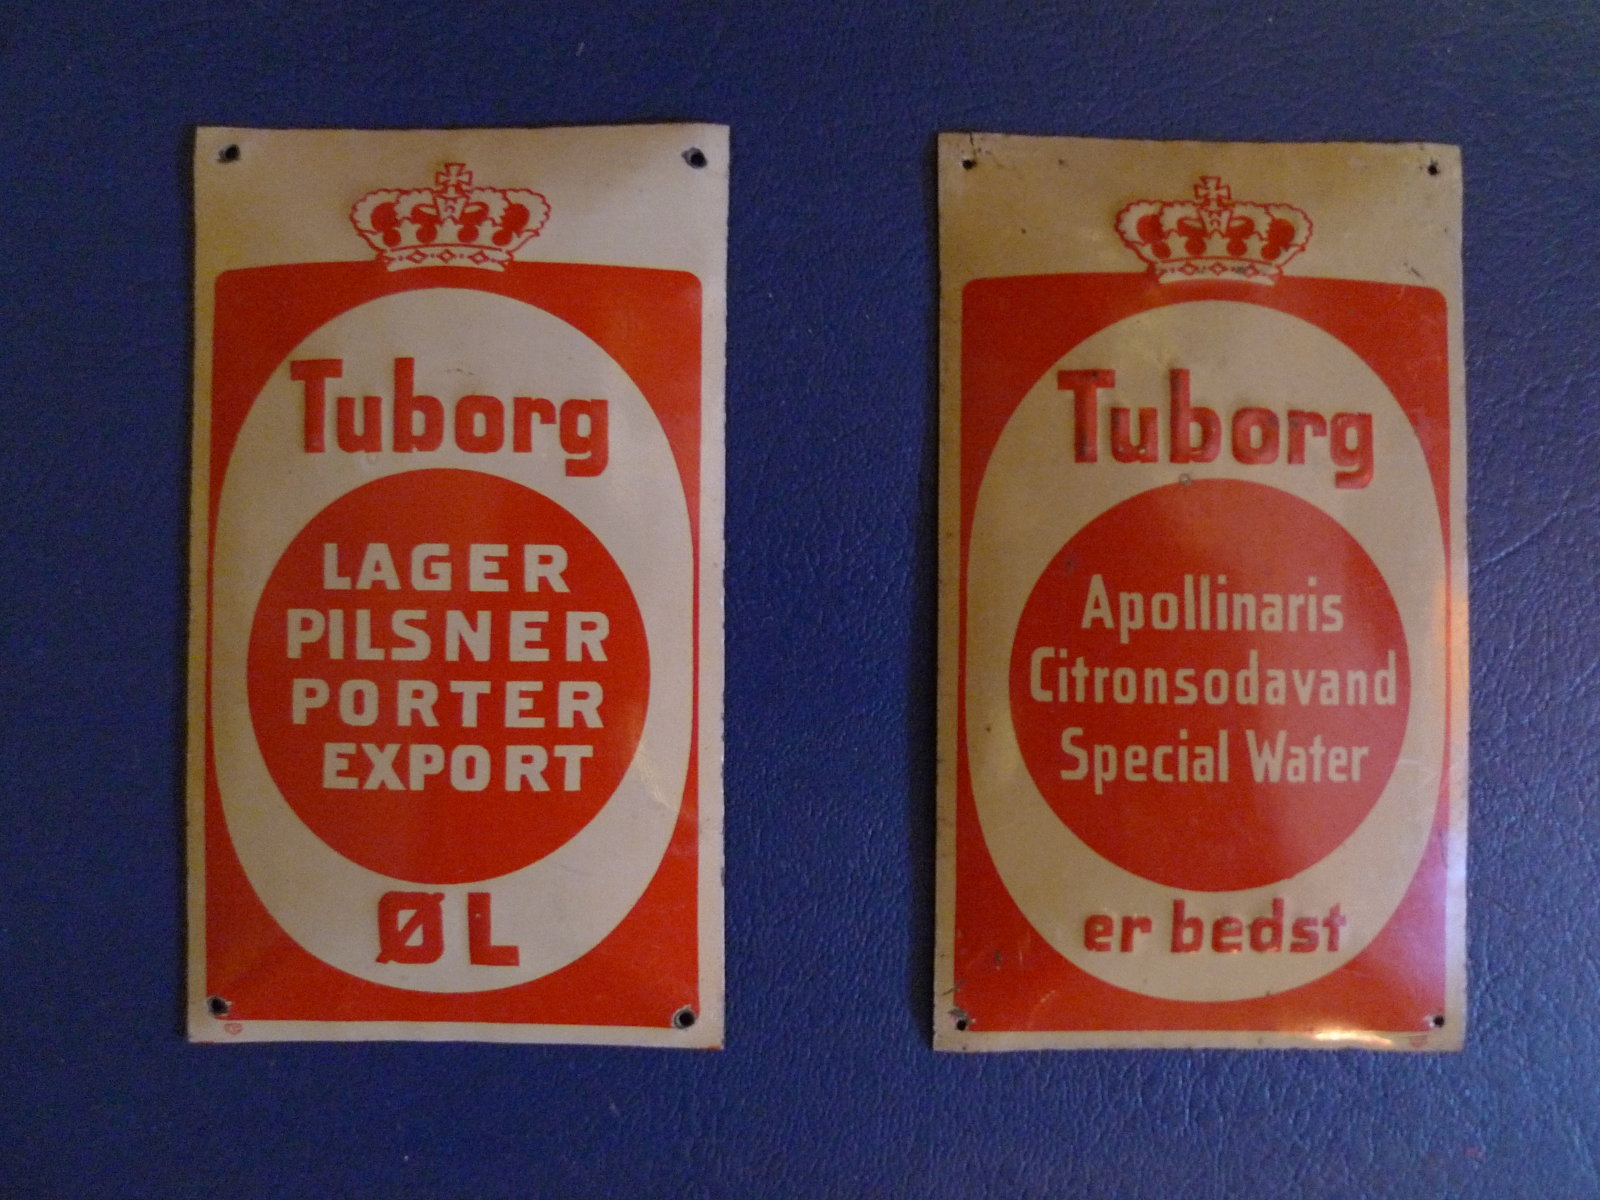 Tuborg
LAGER
PILSNER
PORTER
EXPORT
ØL
Tuborg
Apollinaris
Citronsodavand
Special Water
er bedst